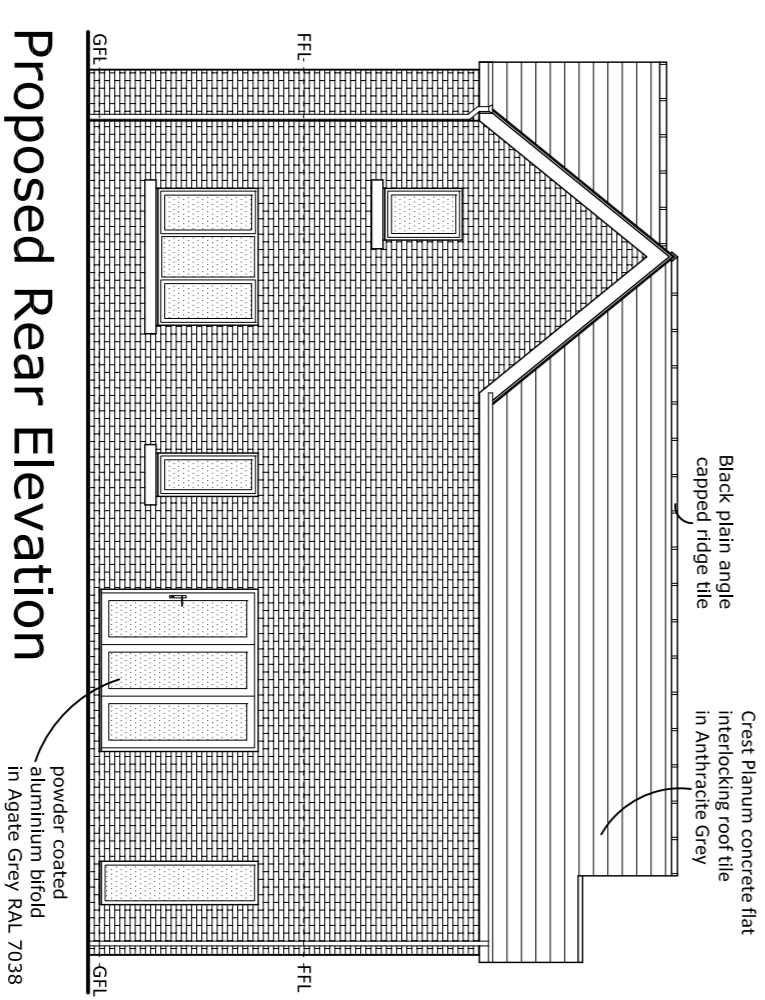 Black plain angle
capped ridge tile
Crest Planum concrete flat
interlocking roof tile
in Anthracite Grey
FFL
FFL
GFL
GFL
powder coated
aluminium bifold
in Agate Grey RAL 7038
Proposed Rear Elevation